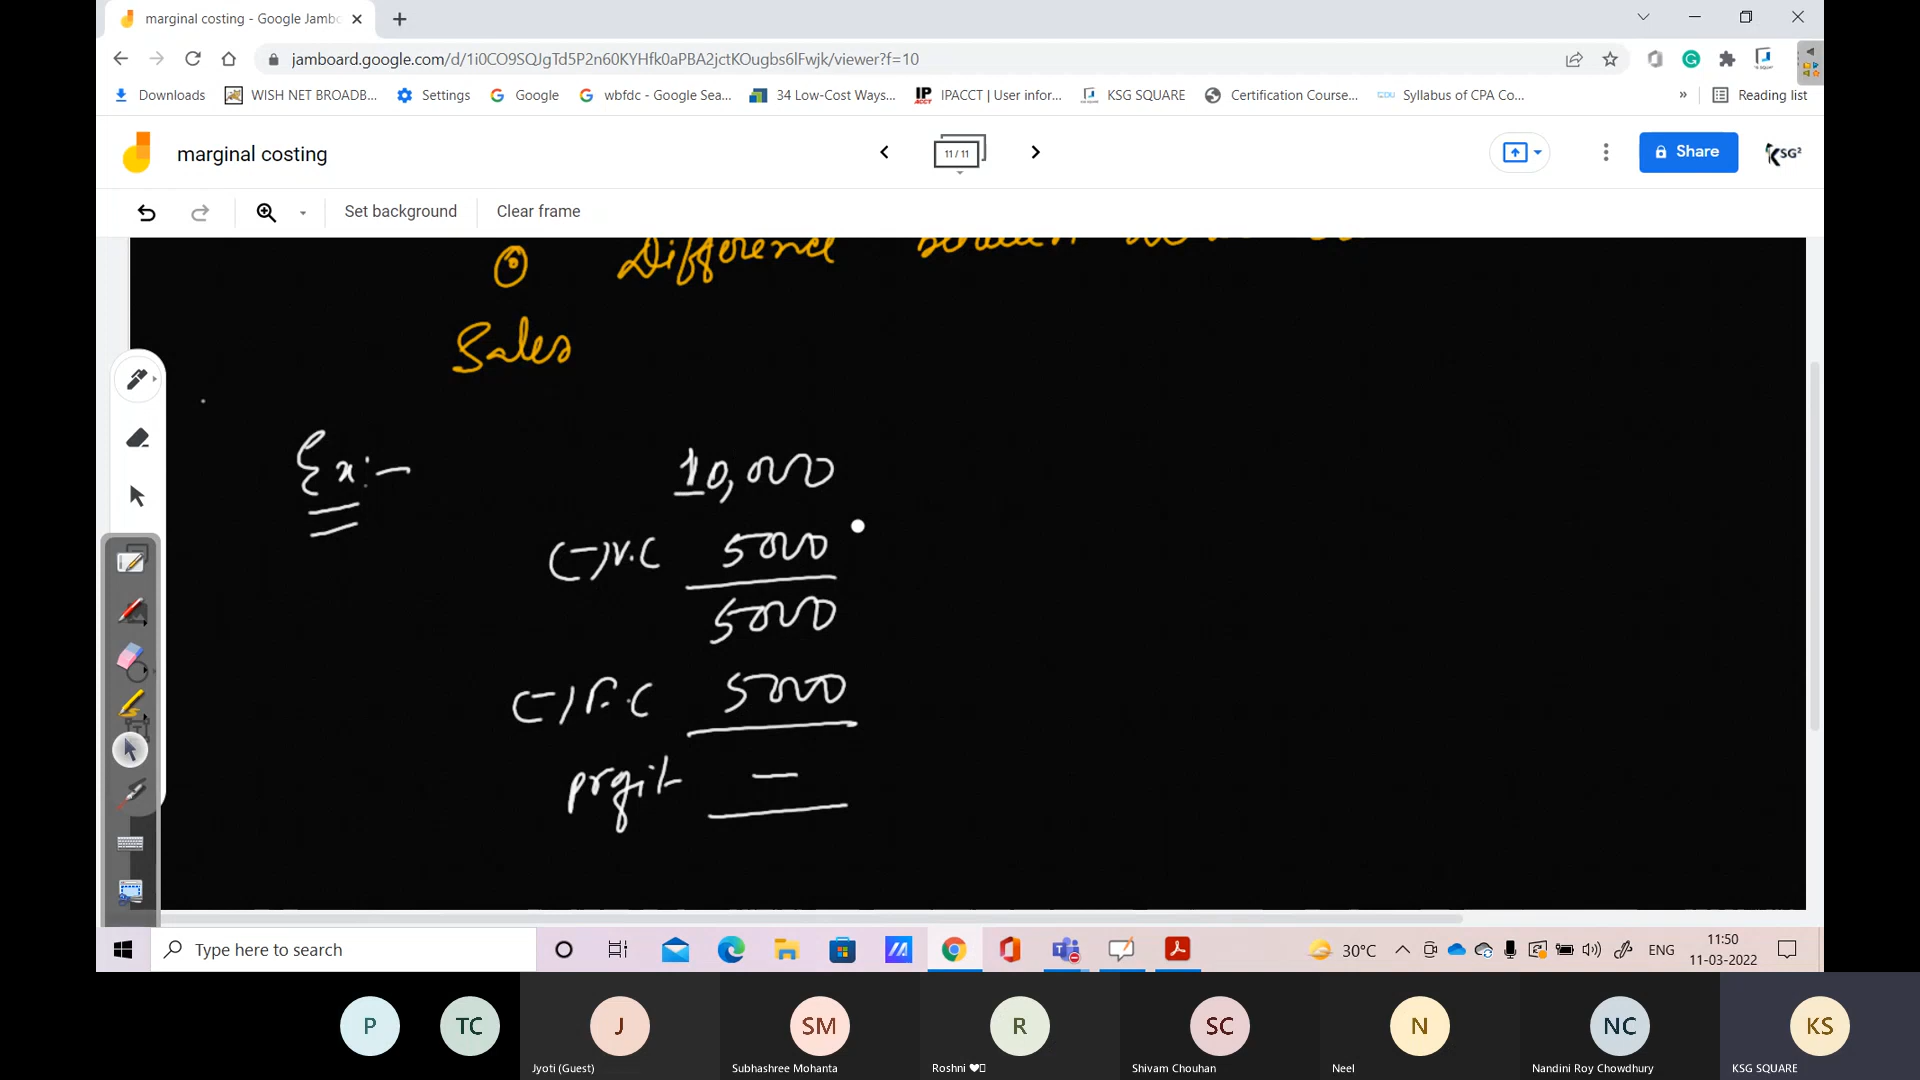 marginal costing - Google Jambo
jamboard.google.com/d/1i0CO9SQJgTd5P2n60KYHfk0aPBA2jctKOugbs6lFwjk/viewer?f=10
Downloads WISH NET BROADB... Settings Google wbfdc - Google Sea... 34 Low-Cost Ways... IPACCT | User infor... KSG SQUARE Certification Course... Syllabus of CPA Co... » Reading list
marginal costing 11 / 11 Share KSG²
Set background Clear frame
Difference between
Sales
Ex:- 10,000
(-) V.C 5000
5000
(-) F.C 5000
profit —
Type here to search 30°C ENG 11:50
11-03-2022
P TC J SM R SC N NC KS
Jyoti (Guest) Subhashree Mohanta Roshni ❤ Shivam Chouhan Neel Nandini Roy Chowdhury KSG SQUARE